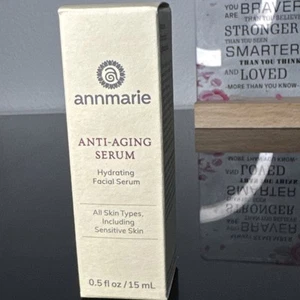 annmarie
ANTI-AGING
SERUM
Hydrating
Facial Serum
All Skin Types,
Including
Sensitive Skin
0.5 fl oz / 15 mL
YOU ARE BRAVER
THAN YOU BELIEVE
STRONGER
THAN YOU SEEM
SMARTER
THAN YOU THINK
AND LOVED
MORE THAN YOU KNOW